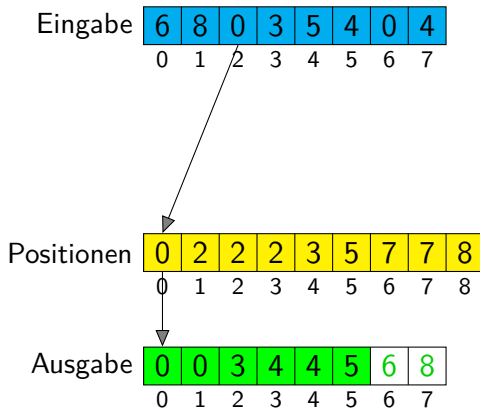 Eingabe 6 8 0 3 5 4 0 4
0 1 2 3 4 5 6 7
Positionen 0 2 2 2 3 5 7 7 8
0 1 2 3 4 5 6 7 8
Ausgabe 0 0 3 4 4 5 6 8
0 1 2 3 4 5 6 7